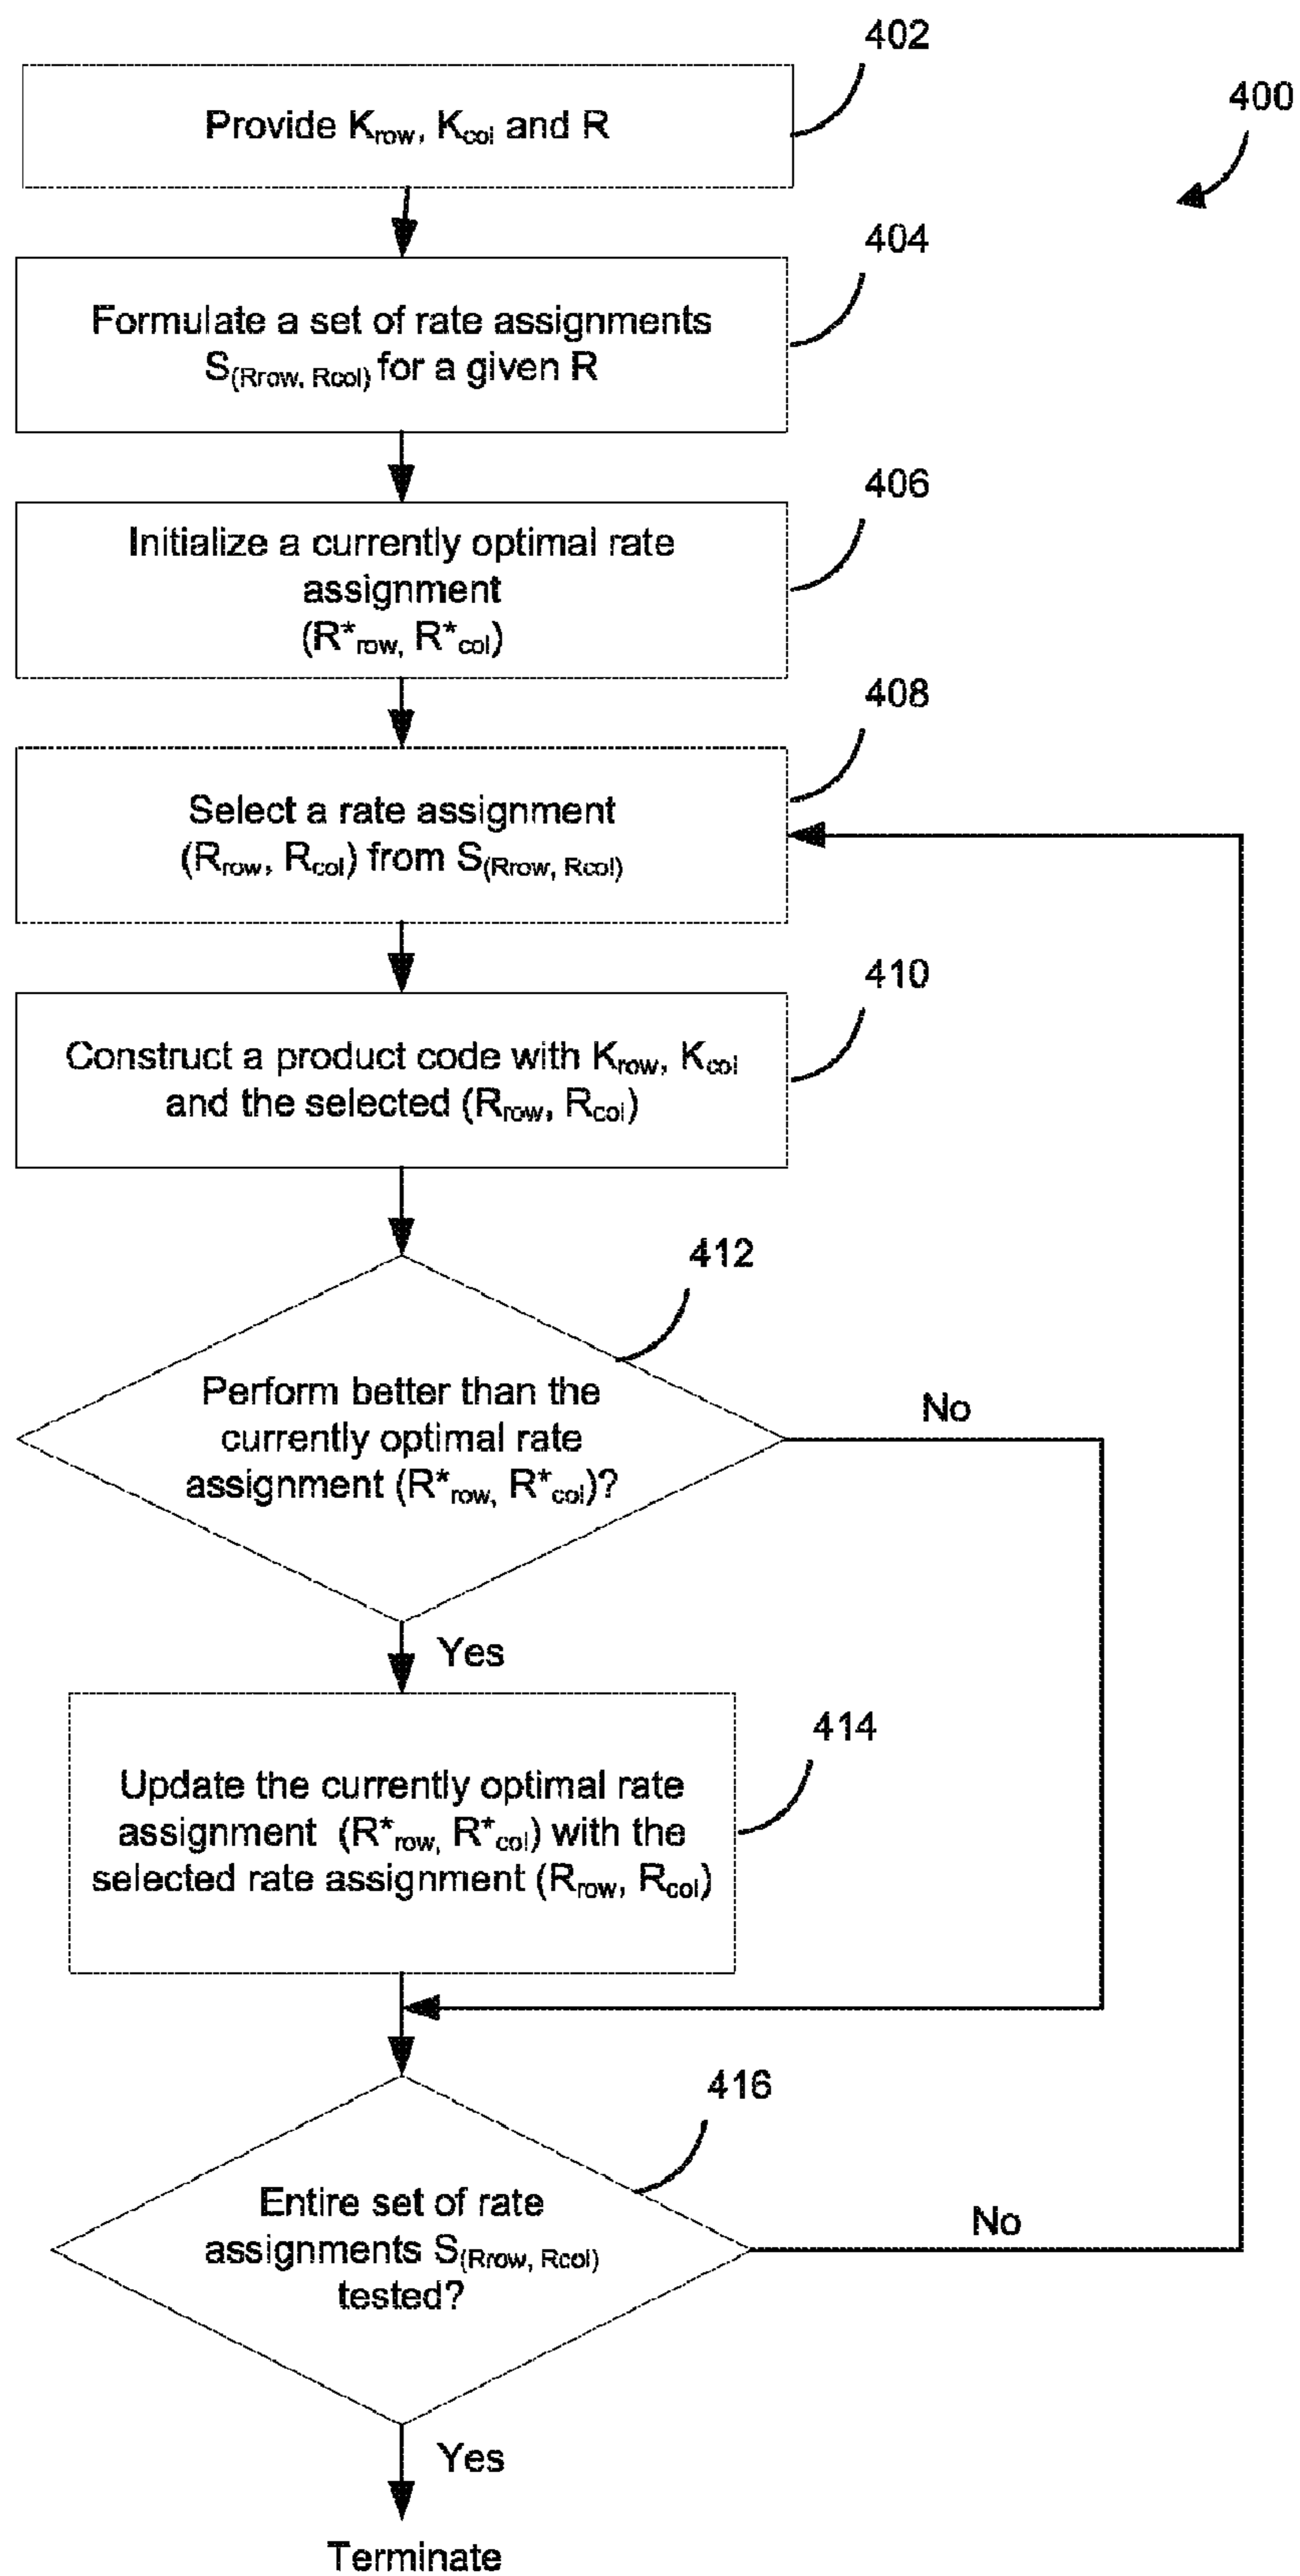 402
Provide Krow, Kcol and R
400
404
Formulate a set of rate assignments
S(Rrow, Rcol) for a given R
406
Initialize a currently optimal rate
assignment
(R*row, R*col)
408
Select a rate assignment
(Rrow, Rcol) from S(Rrow, Rcol)
410
Construct a product code with Krow, Kcol
and the selected (Rrow, Rcol)
412
Perform better than the
currently optimal rate
assignment (R*row, R*col)?
No
Yes
414
Update the currently optimal rate
assignment (R*row, R*col) with the
selected rate assignment (Rrow, Rcol)
416
Entire set of rate
assignments S(Rrow, Rcol)
tested?
No
Yes
Terminate